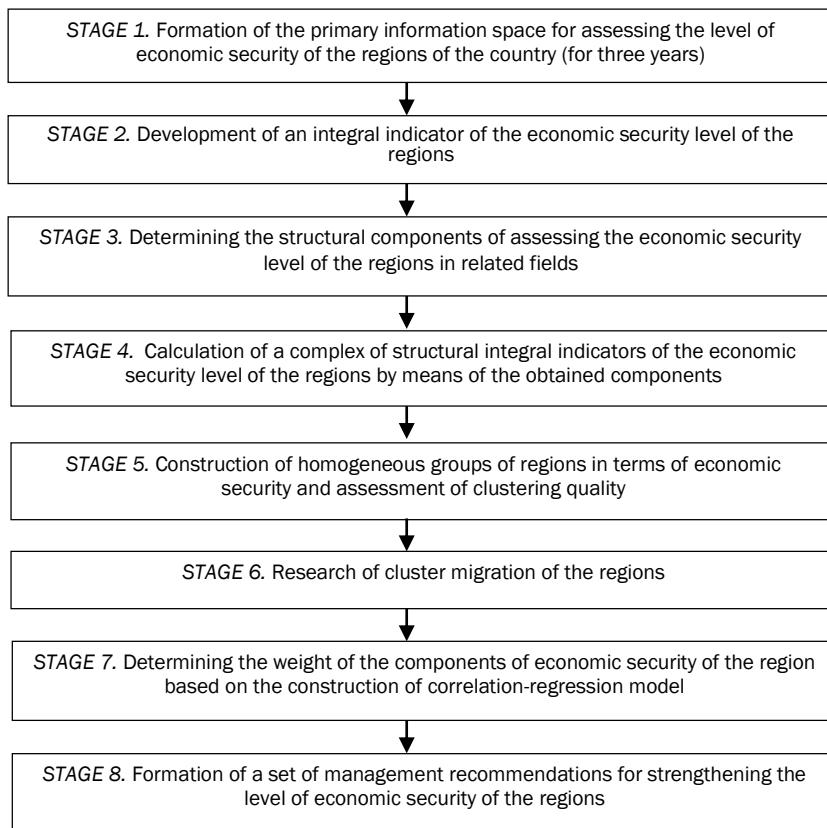 STAGE 1. Formation of the primary information space for assessing the level of
economic security of the regions of the country (for three years)
STAGE 2. Development of an integral indicator of the economic security level of the
regions
STAGE 3. Determining the structural components of assessing the economic security
level of the regions in related fields
STAGE 4. Calculation of a complex of structural integral indicators of the economic
security level of the regions by means of the obtained components
STAGE 5. Construction of homogeneous groups of regions in terms of economic
security and assessment of clustering quality
STAGE 6. Research of cluster migration of the regions
STAGE 7. Determining the weight of the components of economic security of the region
based on the construction of correlation-regression model
STAGE 8. Formation of a set of management recommendations for strengthening the
level of economic security of the regions